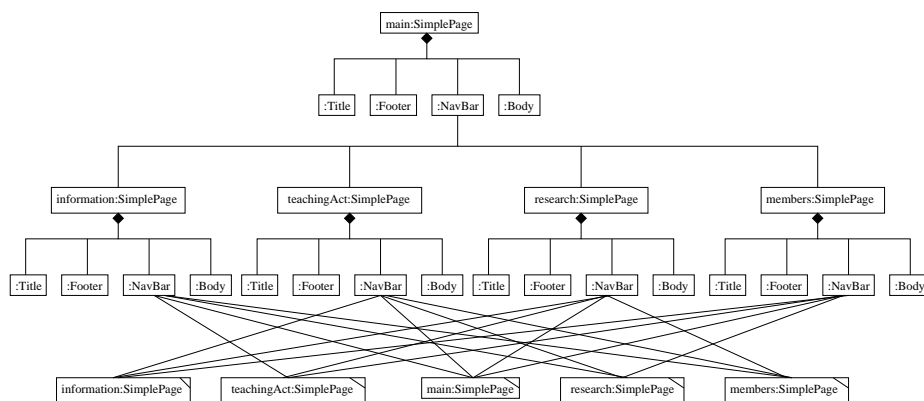 main:SimplePage
:Title :Footer :NavBar :Body
information:SimplePage teachingAct:SimplePage research:SimplePage members:SimplePage
:Title :Footer :NavBar :Body :Title :Footer :NavBar :Body :Title :Footer :NavBar :Body :Title :Footer :NavBar :Body
information:SimplePage teachingAct:SimplePage main:SimplePage research:SimplePage members:SimplePage